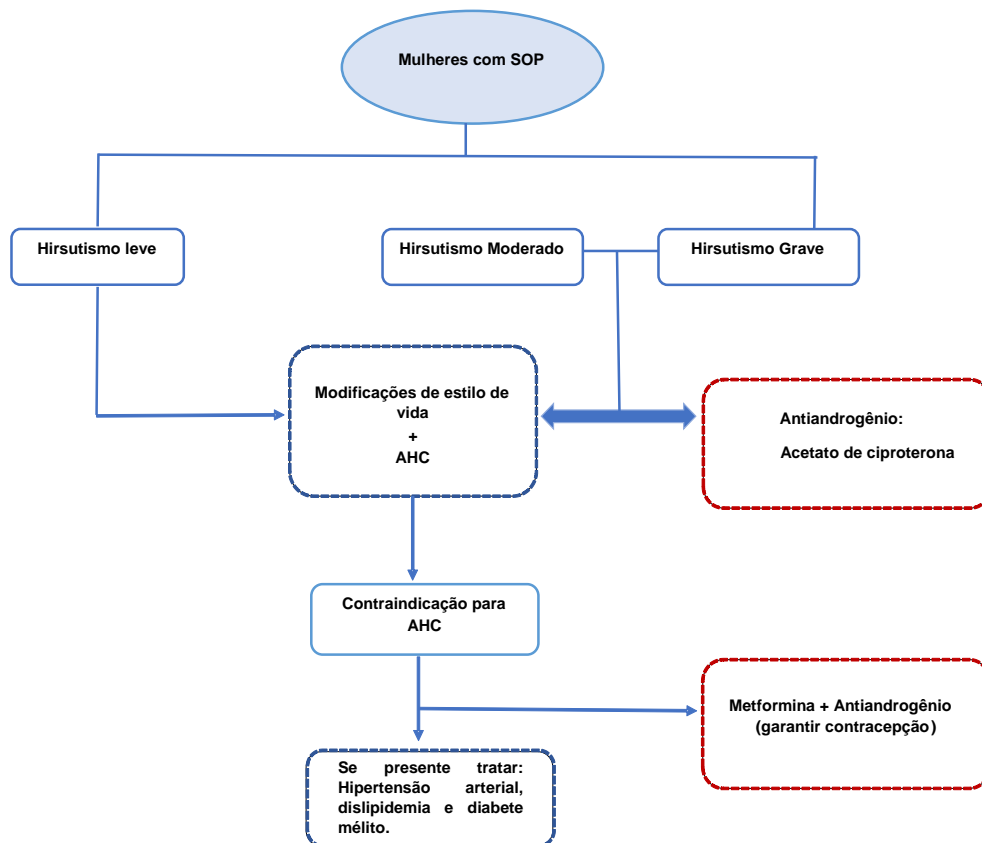 Mulheres com SOP
Hirsutismo leve
Hirsutismo Moderado
Hirsutismo Grave
Modificações de estilo de
vida
+
AHC
Antiandrogênio:
Acetato de ciproterona
Contraindicação para
AHC
Metformina + Antiandrogênio
(garantir contracepção)
Se presente tratar:
Hipertensão arterial,
dislipidemia e diabete
mélito.